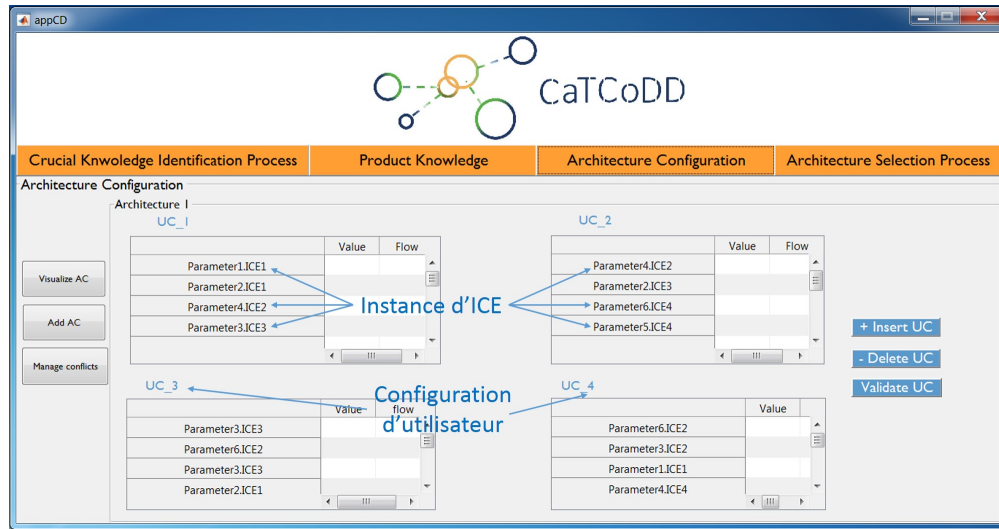 appCD
CaTCoDD
Crucial Knwoledge Identification Process
Product Knowledge
Architecture Configuration
Architecture Selection Process
Architecture Configuration
Architecture 1
Visualize AC
Add AC
Manage conflicts
UC_1
Value Flow
Parameter1.ICE1
Parameter2.ICE1
Parameter4.ICE2
Parameter3.ICE3
Instance d'ICE
UC_2
Value Flow
Parameter4.ICE2
Parameter2.ICE3
Parameter6.ICE4
Parameter5.ICE4
+ Insert UC
- Delete UC
Validate UC
UC_3
Value flow
Parameter3.ICE3
Parameter6.ICE2
Parameter3.ICE3
Parameter2.ICE1
Configuration
d'utilisateur
UC_4
Value
Parameter6.ICE2
Parameter3.ICE2
Parameter1.ICE1
Parameter4.ICE4